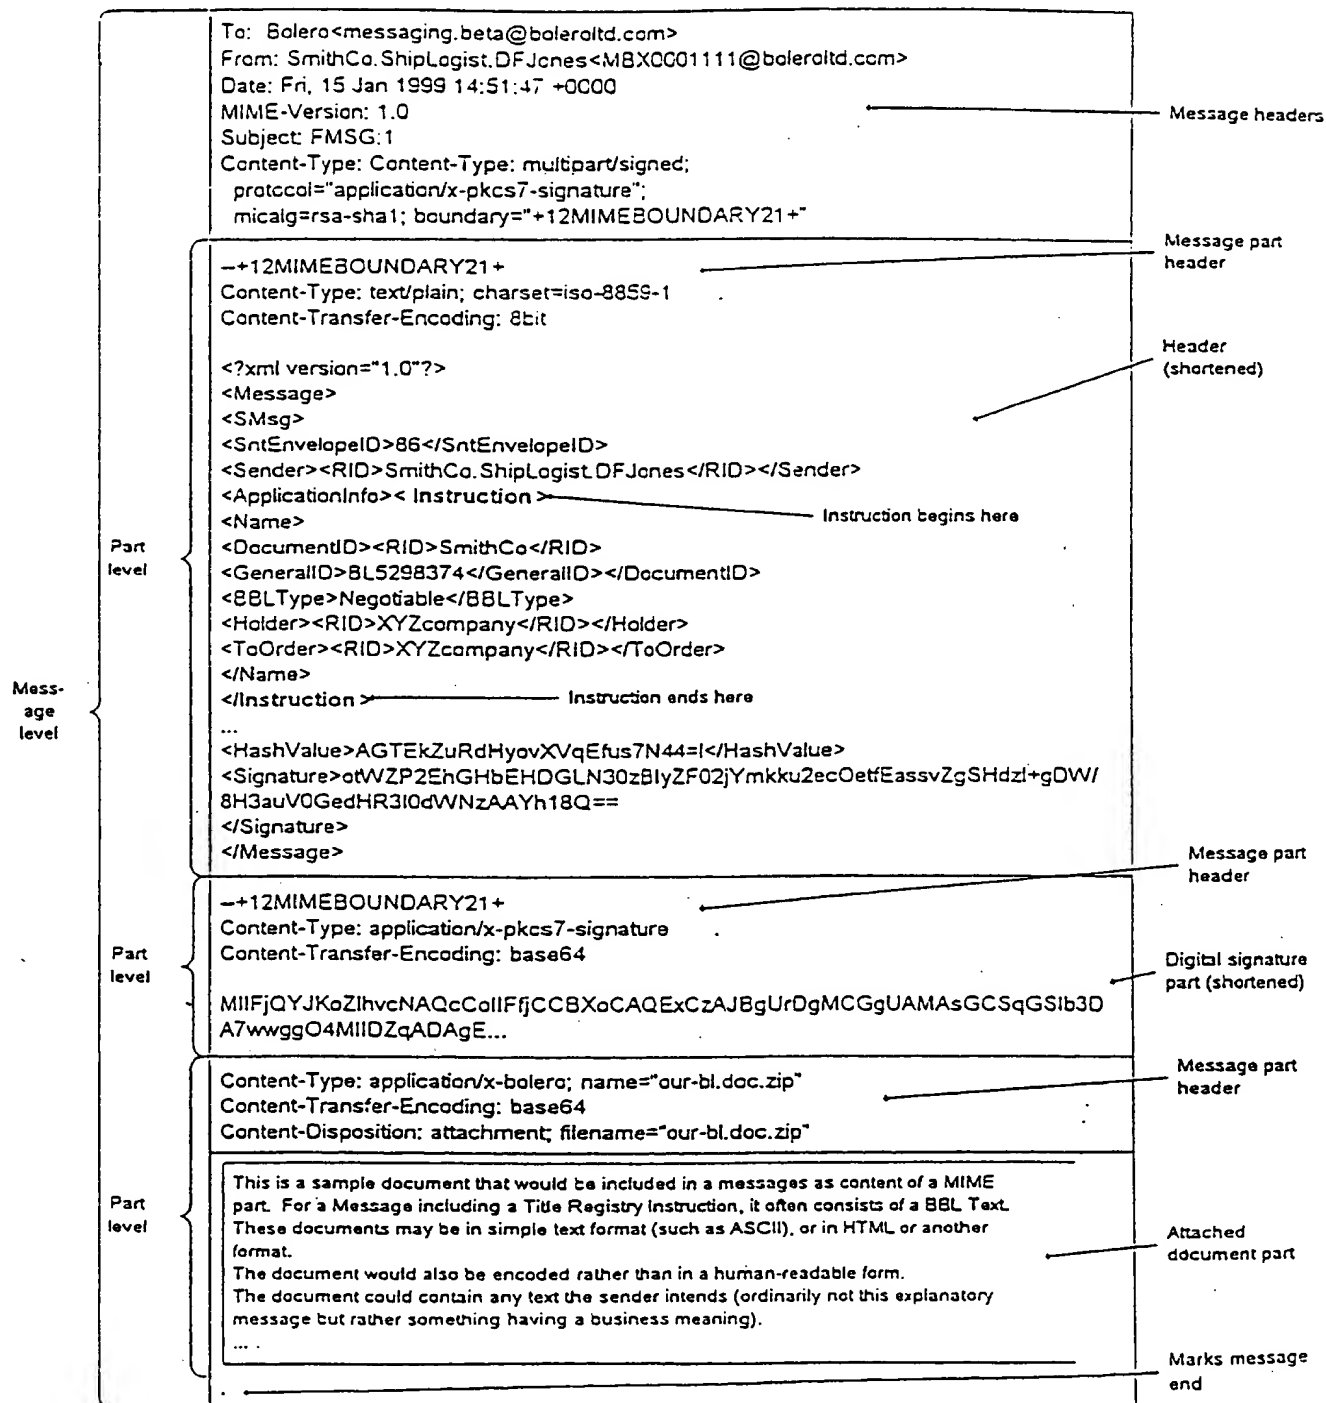 To: Bolero<messaging.beta@boleroltd.com>
From: SmithCo.ShipLogist.DFJones<MBX0001111@boleroltd.com>
Date: Fri, 15 Jan 1999 14:51:47 +0000
MIME-Version: 1.0
Message headers
Subject: FMSG:1
Content-Type: Content-Type: multipart/signed;
protocol="application/x-pkcs7-signature";
micalg=rsa-sha1; boundary="+12MIMEBOUNDARY21+"
Message part
header
--+12MIMEBOUNDARY21+
Content-Type: text/plain; charset=iso-8859-1
Content-Transfer-Encoding: 8bit
Header
(shortened)
<?xml version="1.0"?>
<Message>
<SMsg>
<SntEnvelopeID>86</SntEnvelopeID>
<Sender><RID>SmithCo.ShipLogist.DFJones</RID></Sender>
<ApplicationInfo>< Instruction >
Instruction begins here
<Name>
<DocumentID><RID>SmithCo</RID>
Part
level
<GeneralID>BL5298374</GeneralID></DocumentID>
<BBLType>Negotiable</BBLType>
<Holder><RID>XYZcompany</RID></Holder>
<ToOrder><RID>XYZcompany</RID></ToOrder>
</Name>
Mess-
age
level
</Instruction >
Instruction ends here
...
<HashValue>AGTEkZuRdHyovXVqEfus7N44=l</HashValue>
<Signature>otWZP2EhGHbEHDGLN30zBIyZF02jYmkku2ecOetfEassvZgSHdzl+gDW/
8H3auV0GedHR3I0dWNzAAYh18Q==
</Signature>
</Message>
Message part
header
--+12MIMEBOUNDARY21+
Content-Type: application/x-pkcs7-signature
Content-Transfer-Encoding: base64
Part
level
Digital signature
part (shortened)
MIIFjQYJKoZIhvcNAQcCoIIFfjCCBXoCAQExCzAJBgUrDgMCGgUAMAsGCSqGSIb3D
A7wwggO4MIIDZqADAgE...
Message part
header
Content-Type: application/x-bolero; name="our-bl.doc.zip"
Content-Transfer-Encoding: base64
Content-Disposition: attachment; filename="our-bl.doc.zip"
This is a sample document that would be included in a messages as content of a MIME
part. For a Message including a Title Registry Instruction, it often consists of a BBL Text.
Part
level
These documents may be in simple text format (such as ASCII), or in HTML or another
format.
Attached
document part
The document would also be encoded rather than in a human-readable form.
The document could contain any text the sender intends (ordinarily not this explanatory
message but rather something having a business meaning).
... .
.
Marks message
end